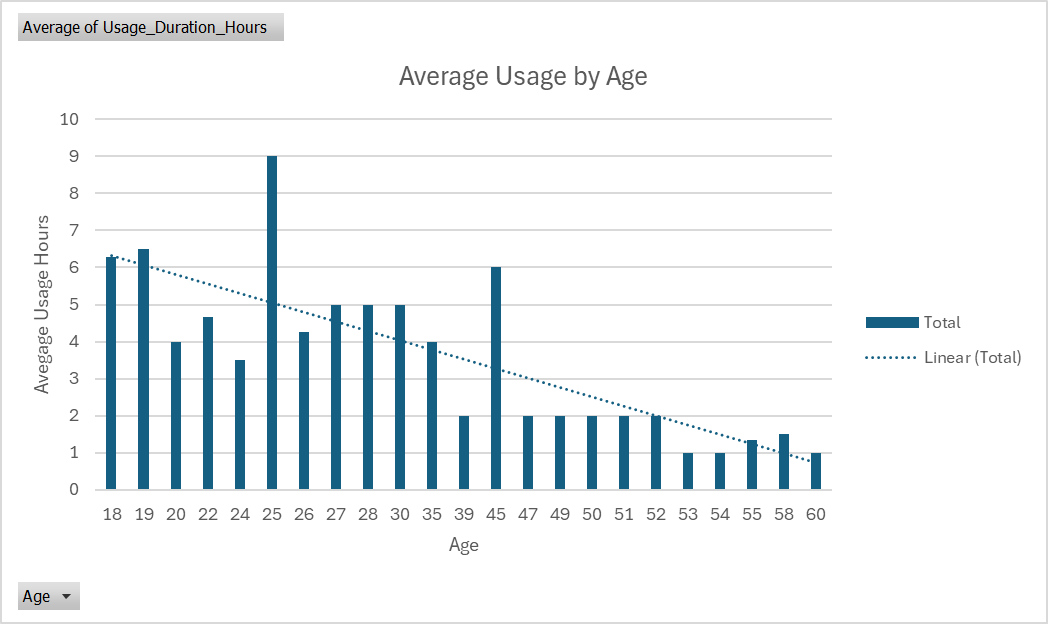 Average of Usage_Duration_Hours
Average Usage by Age
Avegage Usage Hours
10
9
8
7
6
5
4
3
2
1
0
18 19 20 22 24 25 26 27 28 30 35 39 45 47 49 50 51 52 53 54 55 58 60
Age
Total
Linear (Total)
Age